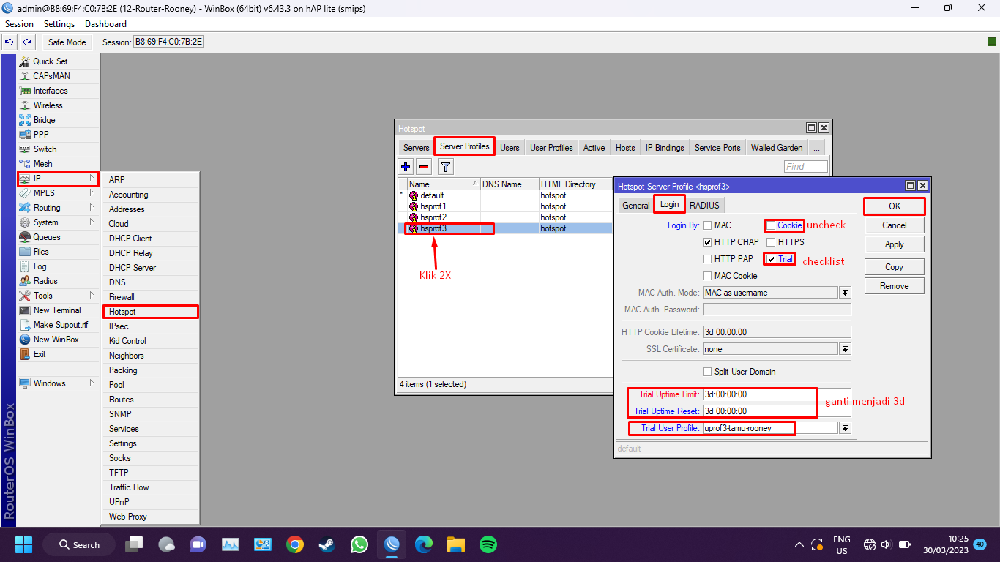 admin@B8:69:F4:C0:7B:2E (12-Router-Rooney) - WinBox (64bit) v6.43.3 on hAP lite (smips)
Session Settings Dashboard
Safe Mode Session: B8:69:F4:C0:7B:2E
Quick Set
CAPsMAN
Interfaces
Wireless
Bridge
PPP
Switch
Mesh
IP
MPLS
Routing
System
Queues
Files
Log
Radius
Tools
New Terminal
Make Supout.rif
New WinBox
Exit
Windows
RouterOS WinBox
ARP
Accounting
Addresses
Cloud
DHCP Client
DHCP Relay
DHCP Server
DNS
Firewall
Hotspot
IPsec
Kid Control
Neighbors
Packing
Pool
Routes
SNMP
Services
Settings
Socks
TFTP
Traffic Flow
UPnP
Web Proxy
Hotspot
Servers Server Profiles Users User Profiles Active Hosts IP Bindings Service Ports Walled Garden ...
Find
Name DNS Name HTML Directory
* default hotspot
hsprof1 hotspot
hsprof2 hotspot
hsprof3 hotspot
Klik 2X
4 items (1 selected)
Hotspot Server Profile <hsprof3>
General Login RADIUS
Login By: MAC Cookie uncheck
HTTP CHAP HTTPS
HTTP PAP Trial checklist
MAC Cookie
MAC Auth. Mode: MAC as username
MAC Auth. Password:
HTTP Cookie Lifetime: 3d 00:00:00
SSL Certificate: none
Split User Domain
Trial Uptime Limit: 3d:00:00:00
ganti menjadi 3d
Trial Uptime Reset: 3d 00:00:00
Trial User Profile: uprof3-tamu-rooney
default
OK
Cancel
Apply
Copy
Remove
Search
ENG
US
10:25
30/03/2023
40